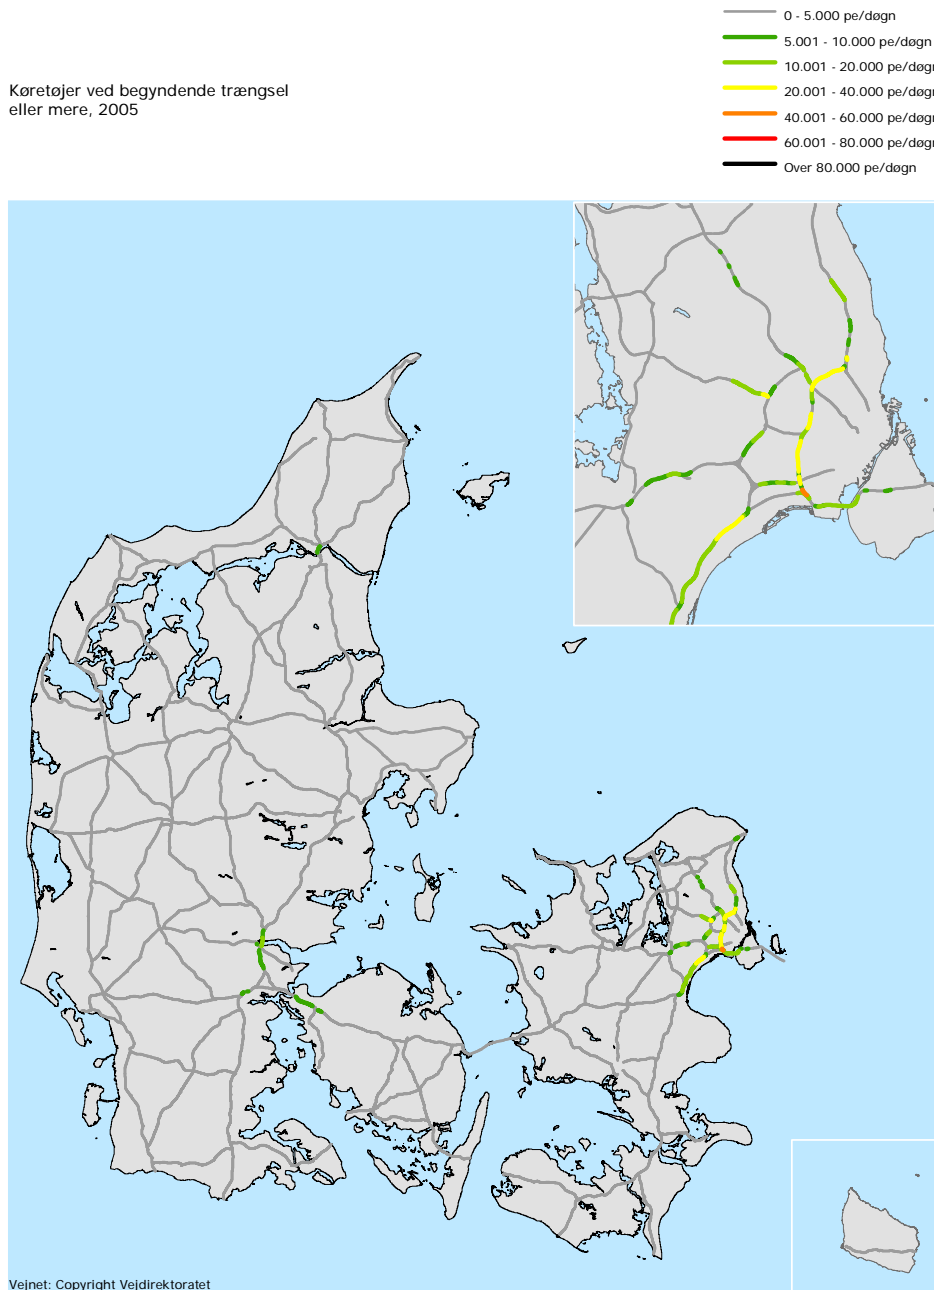 0 - 5.000 pe/døgn
5.001 - 10.000 pe/døgn
10.001 - 20.000 pe/døgn
20.001 - 40.000 pe/døgn
40.001 - 60.000 pe/døgn
60.001 - 80.000 pe/døgn
Over 80.000 pe/døgn
Køretøjer ved begyndende trængsel
eller mere, 2005
Vejnet: Copyright Vejdirektoratet